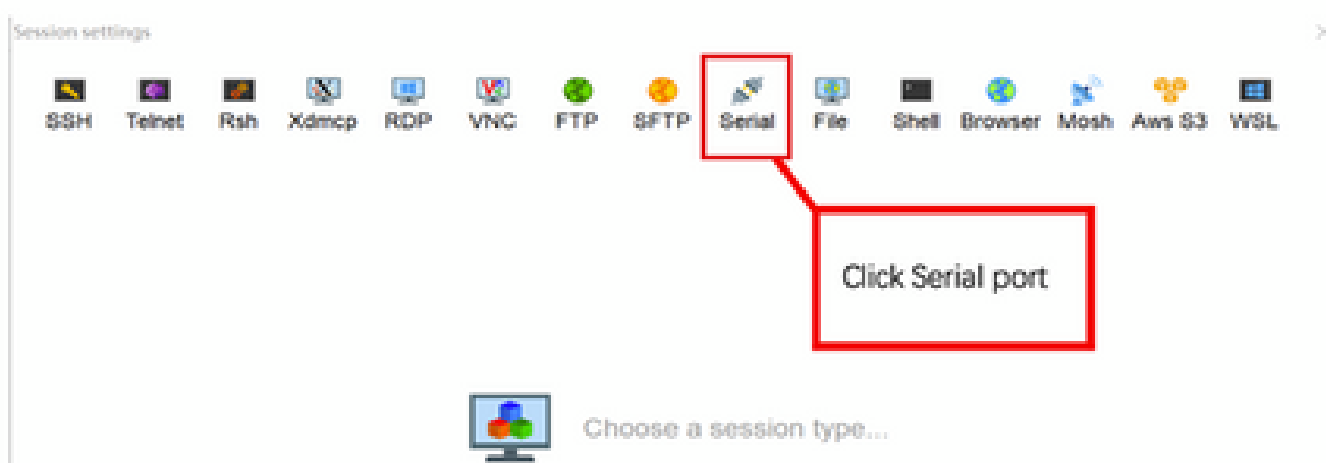 Session settings
SSH Telnet Rsh Xdmcp RDP VNC FTP SFTP Serial File Shell Browser Mosh Aws S3 WSL
Click Serial port
Choose a session type...